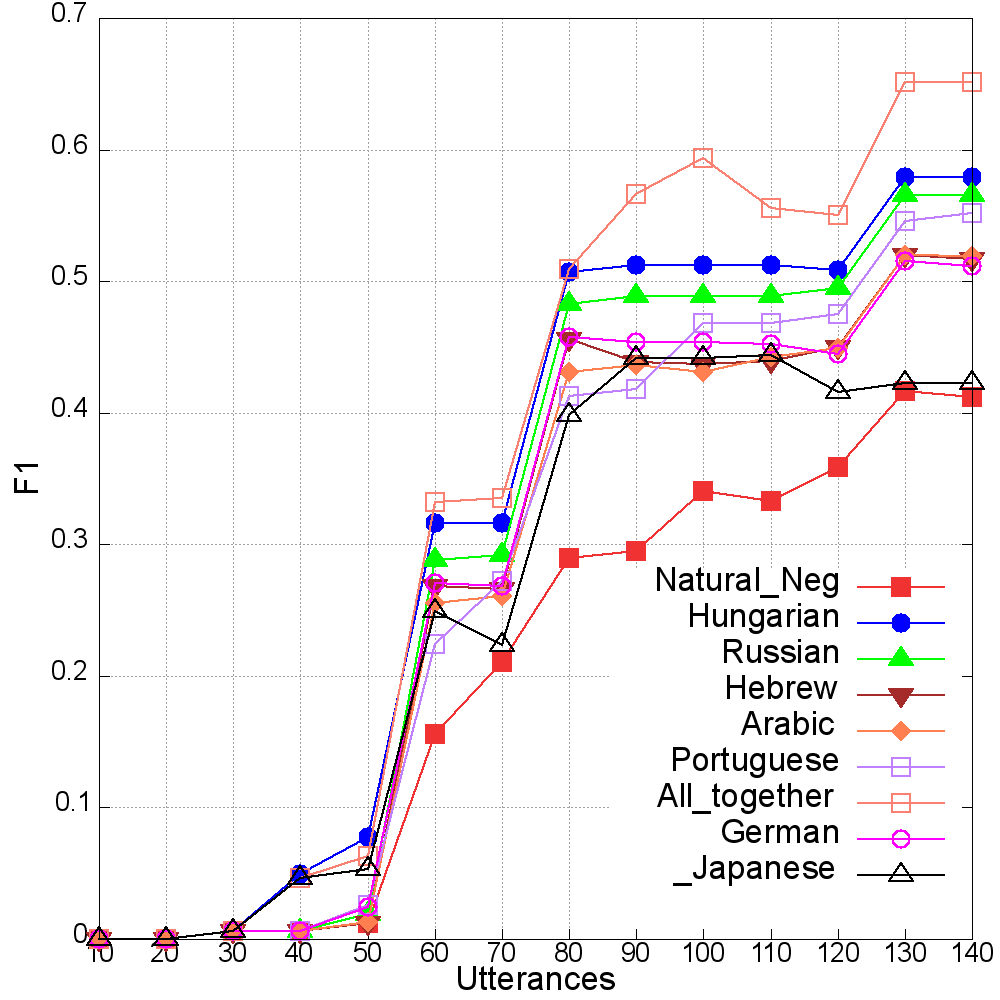 0.7
0.6
0.5
0.4
0.3
0.2
0.1
0
F1
Natural_Neg
Hungarian
Russian
Hebrew
Arabic
Portuguese
All_together
German
_Japanese
10 20 30 40 50 60 70 80 90 100 110 120 130 140
Utterances